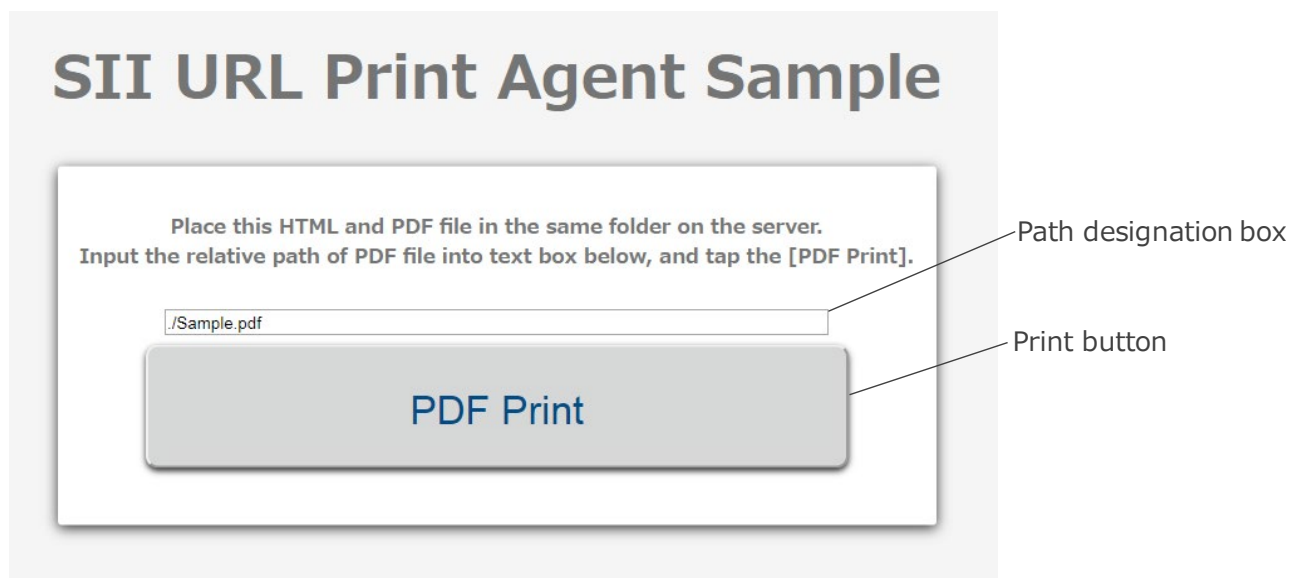 SII URL Print Agent Sample
Place this HTML and PDF file in the same folder on the server.
Input the relative path of PDF file into text box below, and tap the [PDF Print].
Path designation box
./Sample.pdf
Print button
PDF Print